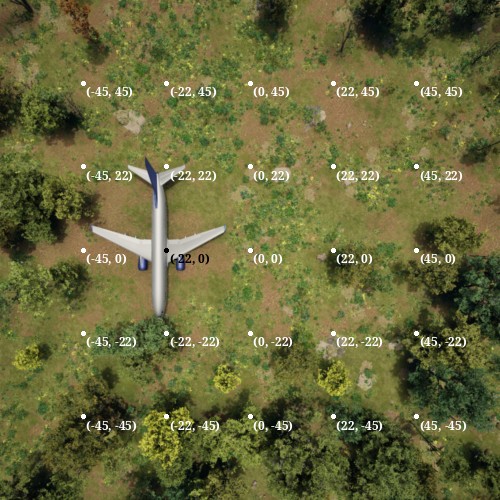 (-45, 45) (-22, 45) (0, 45) (22, 45) (45, 45)
(-45, 22) (-22, 22) (0, 22) (22, 22) (45, 22)
(-45, 0) (-22, 0) (0, 0) (22, 0) (45, 0)
(-45, -22) (-22, -22) (0, -22) (22, -22) (45, -22)
(-45, -45) (-22, -45) (0, -45) (22, -45) (45, -45)